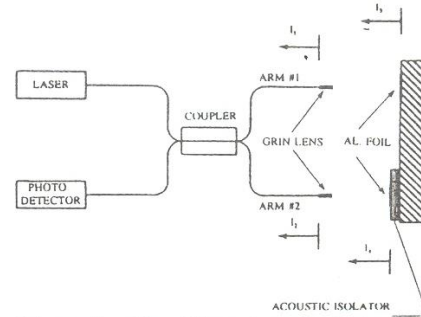 LASER
COUPLER
ARM #1
GRIN LENS
AL. FOIL
PHOTO
DETECTOR
ARM #2
ACOUSTIC ISOLATOR